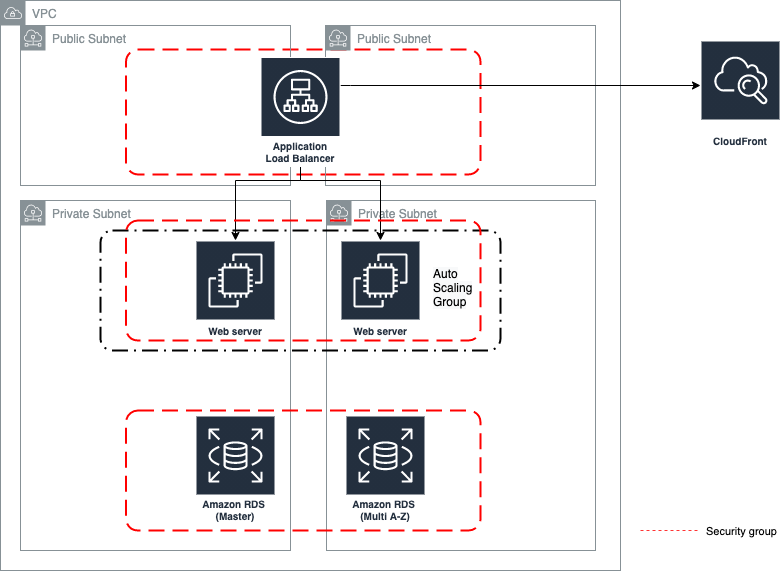 VPC
Public Subnet
Public Subnet
Application
Load Balancer
CloudFront
Private Subnet
Private Subnet
Auto
Scaling
Group
Web server
Web server
Amazon RDS
(Master)
Amazon RDS
(Multi A-Z)
Security group